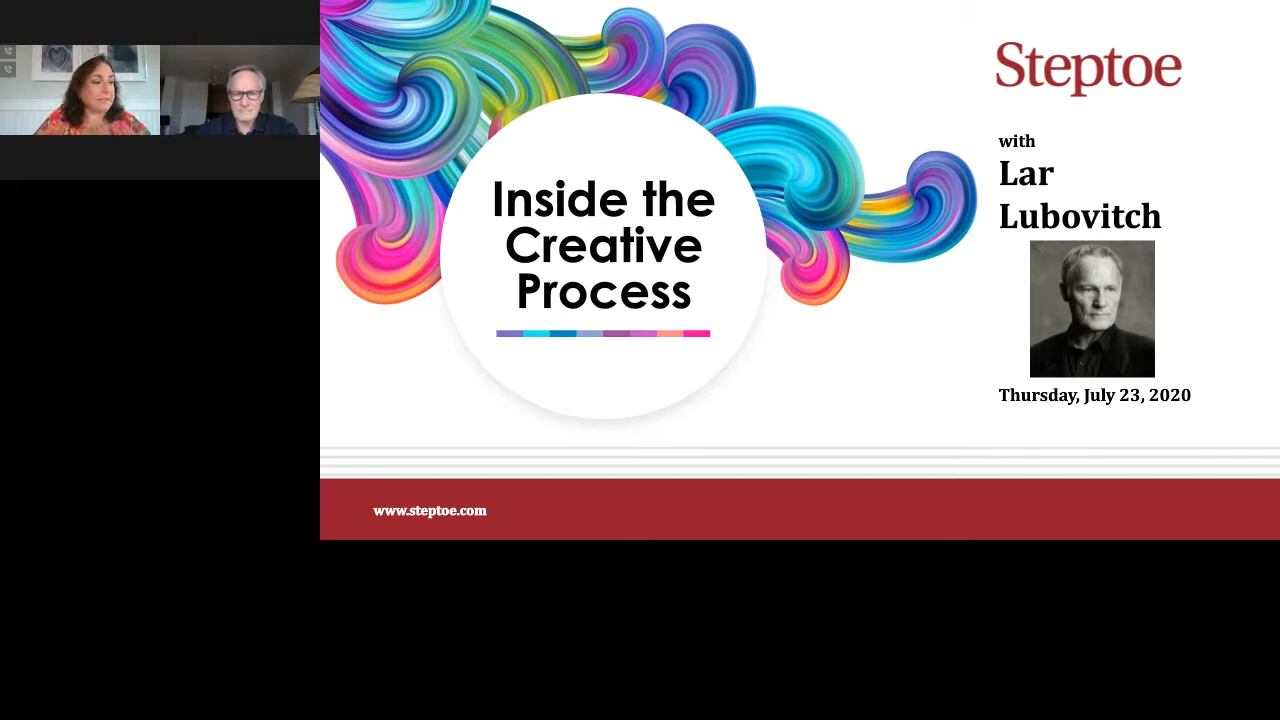 Inside the
Creative
Process
Steptoe
with
Lar
Lubovitch
Thursday, July 23, 2020
www.steptoe.com